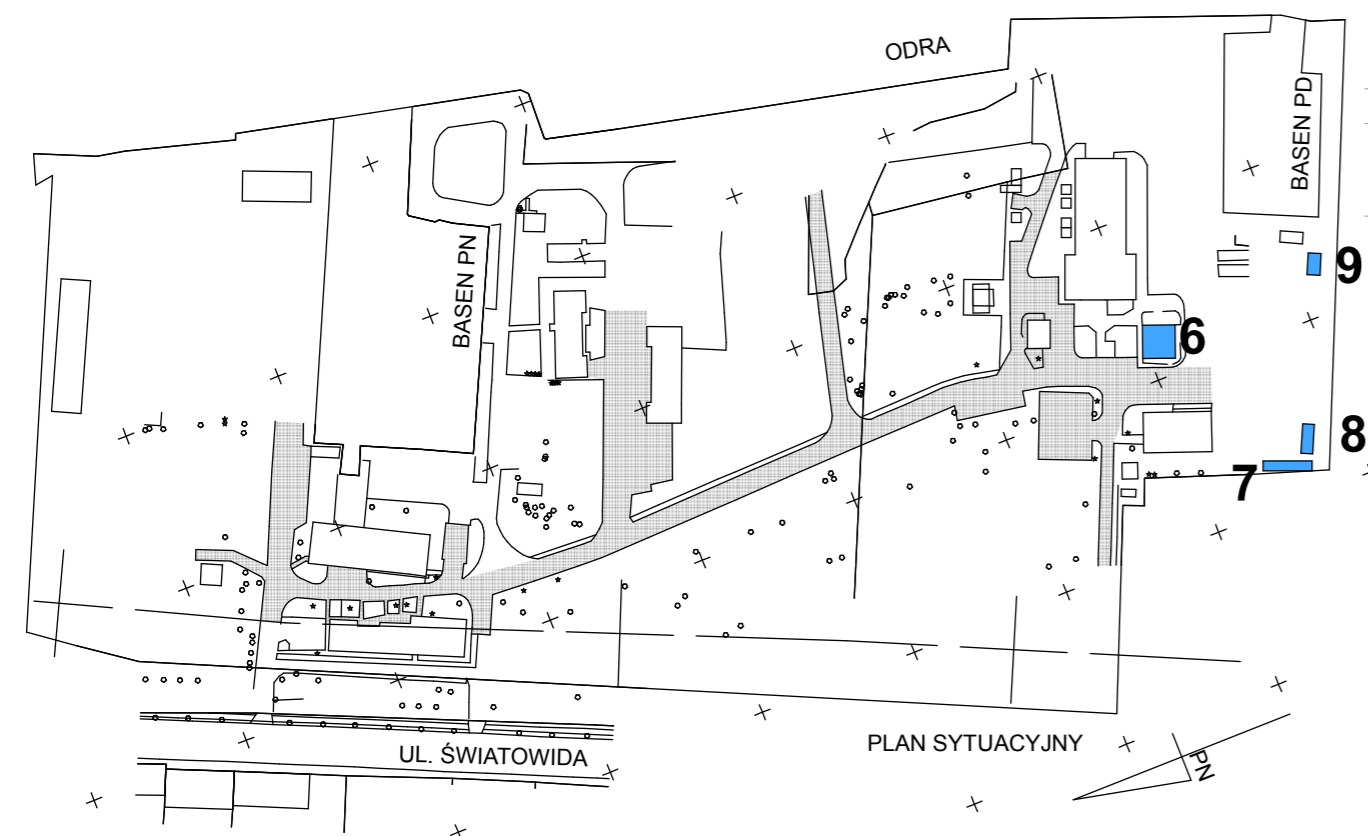 ODRA
BASEN PD
BASEN PN
9
6
8
7
UL. ŚWIATOWIDA
PLAN SYTUACYJNY
PN